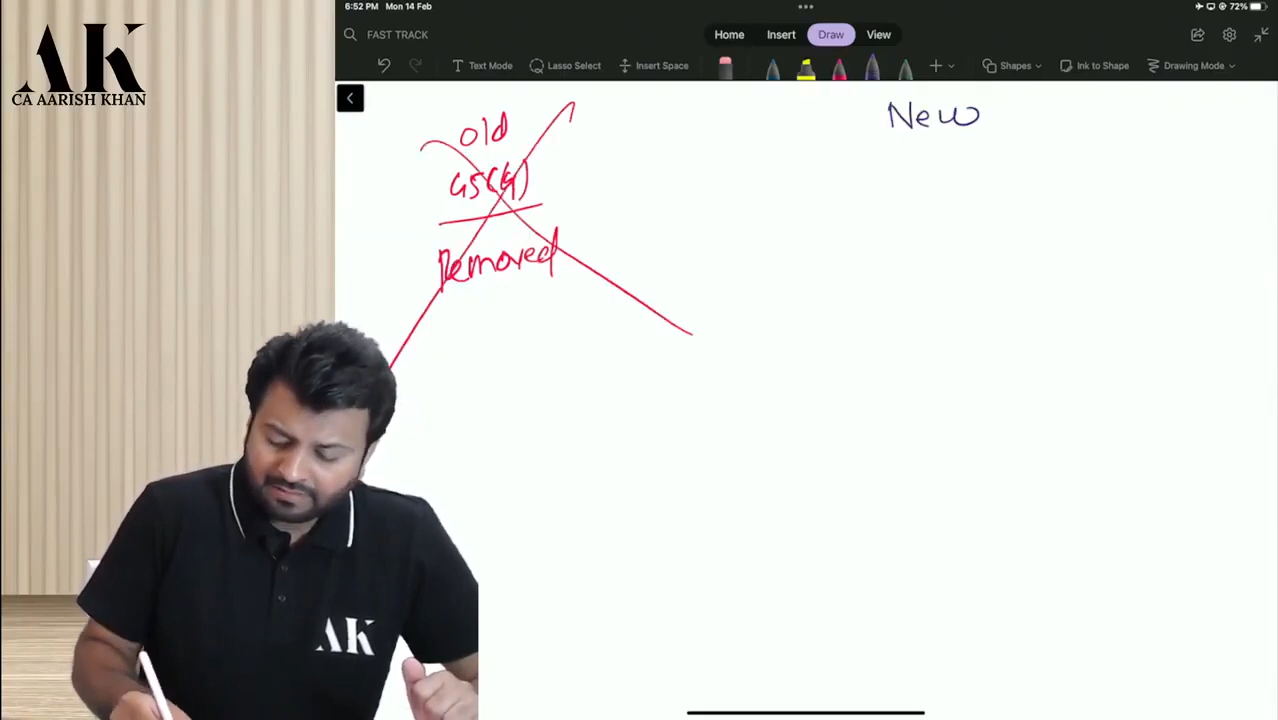 6:52 PM Mon 14 Feb
72%
AK
CA AARISH KHAN
FAST TRACK
Home Insert Draw View
Text Mode Lasso Select Insert Space Shapes Ink to Shape Drawing Mode
Old
45(4)
Removed
New
AK